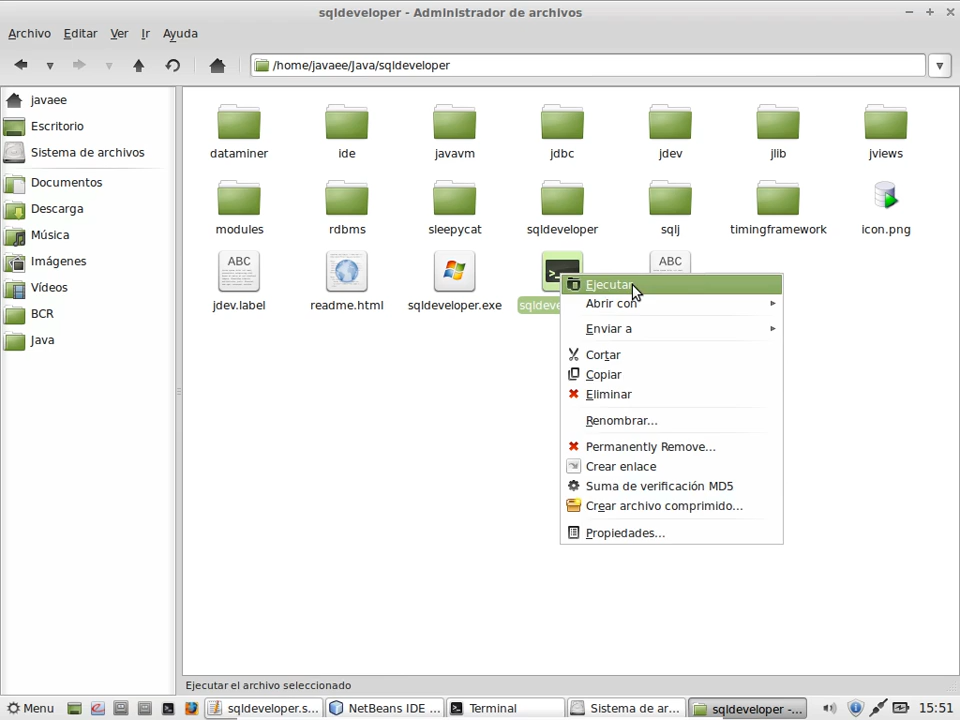 sqldeveloper - Administrador de archivos
Archivo Editar Ver Ir Ayuda
/home/javaee/Java/sqldeveloper
javaee
Escritorio
Sistema de archivos
Documentos
Descarga
Música
Imágenes
Vídeos
BCR
Java
dataminer ide javavm jdbc jdev jlib jviews
modules rdbms sleepycat sqldeveloper sqlj timingframework icon.png
ABC ABC
jdev.label readme.html sqldeveloper.exe
Ejecutar
Abrir con
Enviar a
Cortar
Copiar
Eliminar
Renombrar...
Permanently Remove...
Crear enlace
Suma de verificación MD5
Crear archivo comprimido...
Propiedades...
Ejecutar el archivo seleccionado
Menu sqldeveloper.s... NetBeans IDE ... Terminal Sistema de ar... sqldeveloper -... 15:51